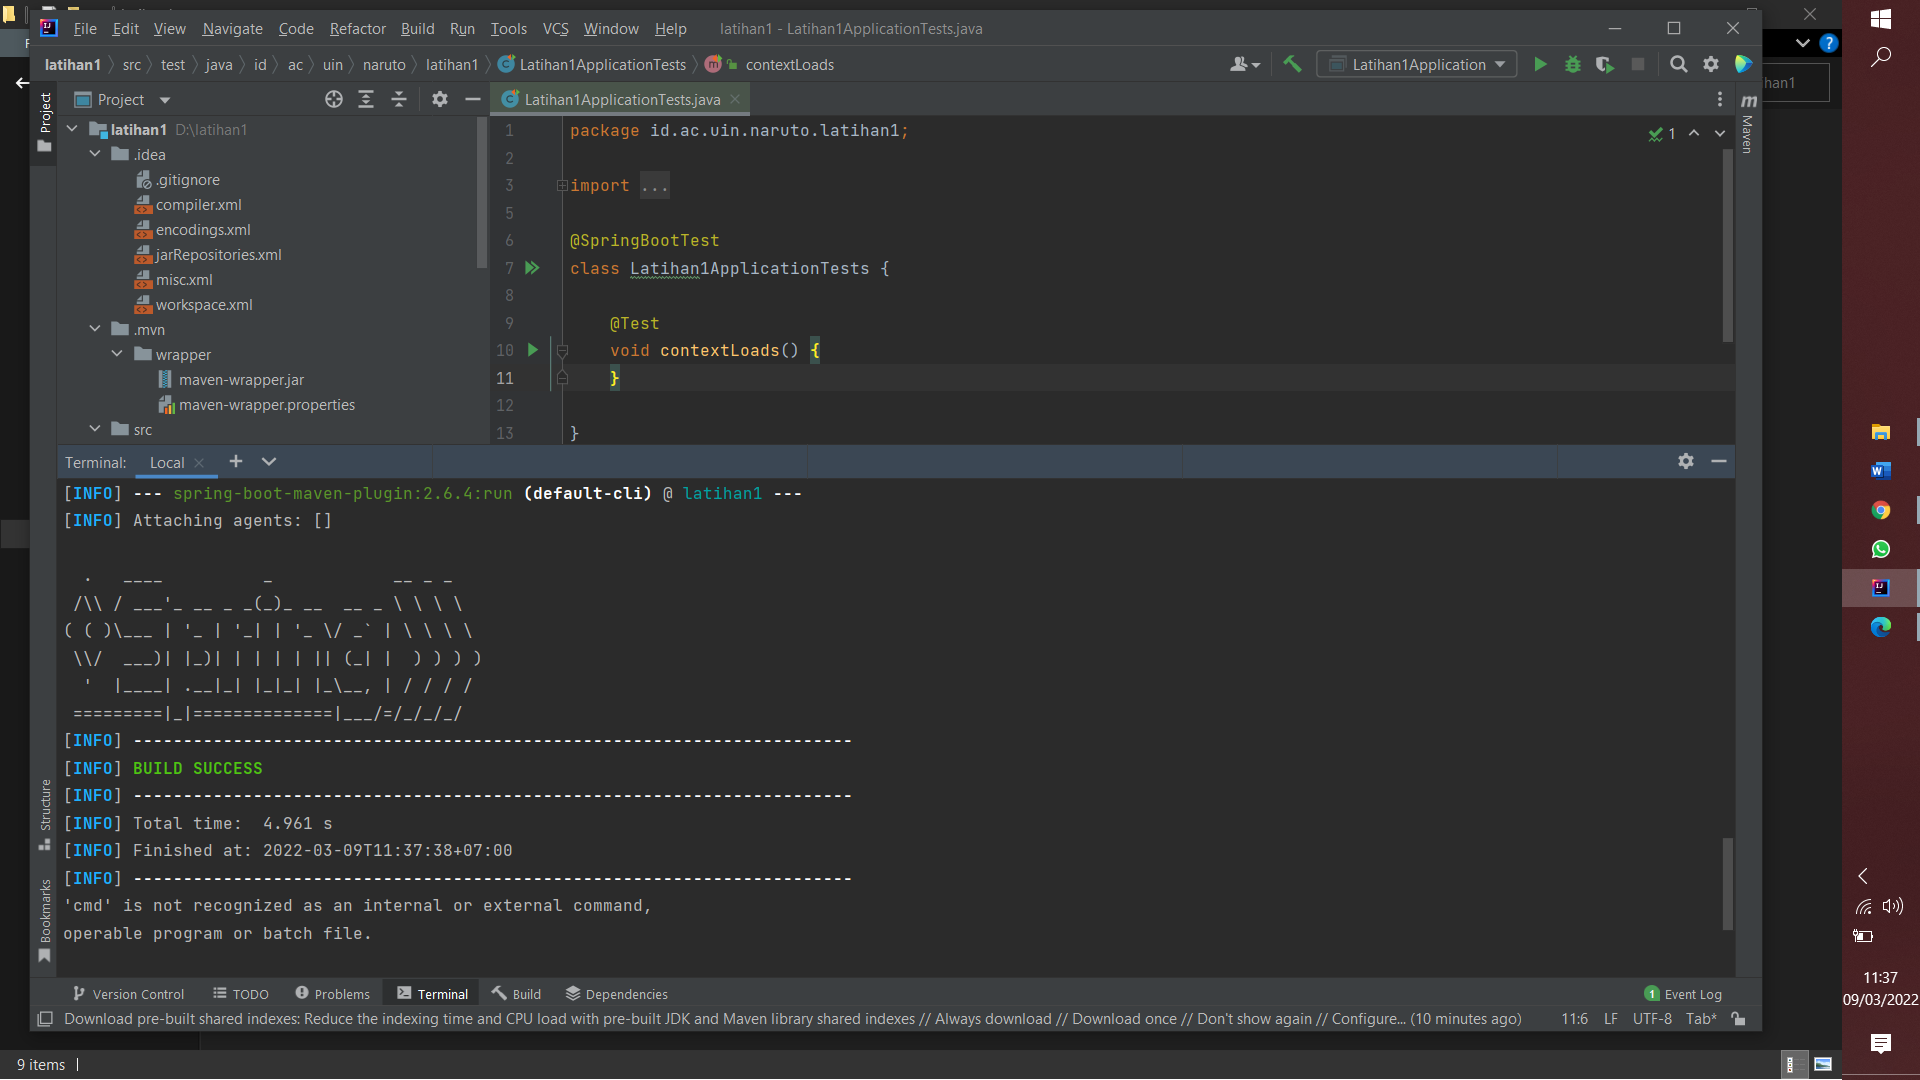 File Edit View Navigate Code Refactor Build Run Tools VCS Window Help latihan1 - Latihan1ApplicationTests.java
latihan1 src test java id ac uin naruto latihan1 Latihan1ApplicationTests contextLoads Latihan1Application
han1
Project
Latihan1ApplicationTests.java
Project
Maven
latihan1 D:\latihan1
.idea
.gitignore
compiler.xml
encodings.xml
jarRepositories.xml
misc.xml
workspace.xml
.mvn
wrapper
maven-wrapper.jar
maven-wrapper.properties
src
1 package id.ac.uin.naruto.latihan1;
2
3 import ...
5
6 @SpringBootTest
7 class Latihan1ApplicationTests {
8
9 @Test
10 void contextLoads() {
11 }
12
13 }
1
Terminal: Local
[INFO] --- spring-boot-maven-plugin:2.6.4:run (default-cli) @ latihan1 ---
[INFO] Attaching agents: []
  .   ____          _            __ _ _
 /\\ / ___'_ __ _ _(_)_ __  __ _ \ \ \ \
( ( )\___ | '_ | '_| | '_ \/ _` | \ \ \ \
 \\/  ___)| |_)| | | | | || (_| |  ) ) ) )
  '  |____| .__|_| |_|_| |_\__, | / / / /
 =========|_|==============|___/=/_/_/_/
[INFO] ------------------------------------------------------------------------
[INFO] BUILD SUCCESS
[INFO] ------------------------------------------------------------------------
[INFO] Total time:  4.961 s
[INFO] Finished at: 2022-03-09T11:37:38+07:00
[INFO] ------------------------------------------------------------------------
'cmd' is not recognized as an internal or external command,
operable program or batch file.
Structure
Bookmarks
Version Control TODO Problems Terminal Build Dependencies 1 Event Log
Download pre-built shared indexes: Reduce the indexing time and CPU load with pre-built JDK and Maven library shared indexes // Always download // Download once // Don't show again // Configure... (10 minutes ago) 11:6 LF UTF-8 Tab*
9 items
11:37
09/03/2022